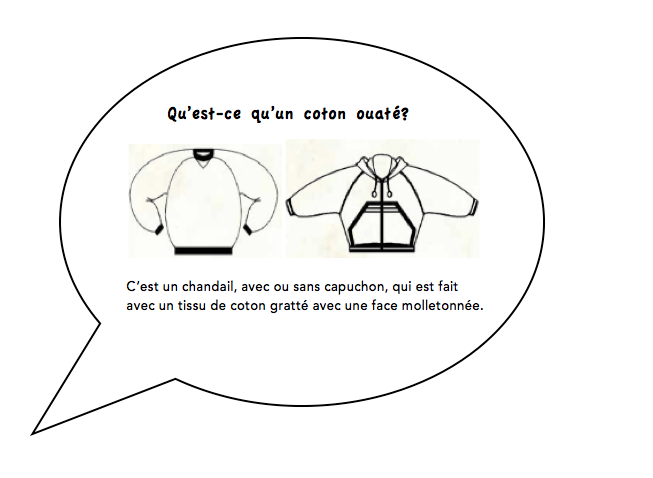 Qu'est-ce qu'un coton ouaté?
C'est un chandail, avec ou sans capuchon, qui est fait
avec un tissu de coton gratté avec une face molletonnée.